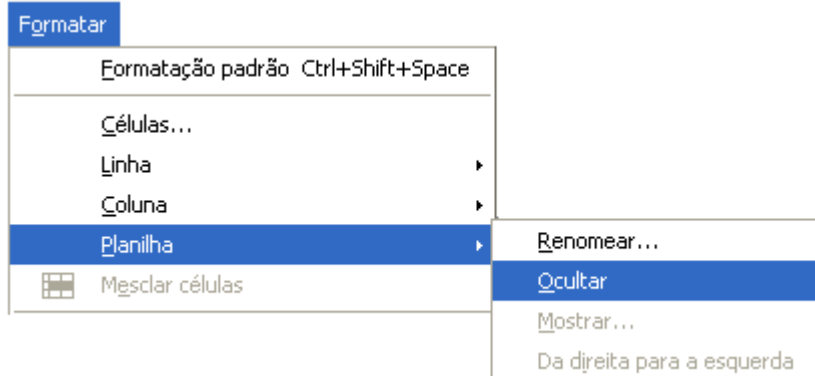 Formatar
Formatação padrão Ctrl+Shift+Space
Células...
Linha
Coluna
Planilha
Mesclar células
Renomear...
Ocultar
Mostrar...
Da direita para a esquerda